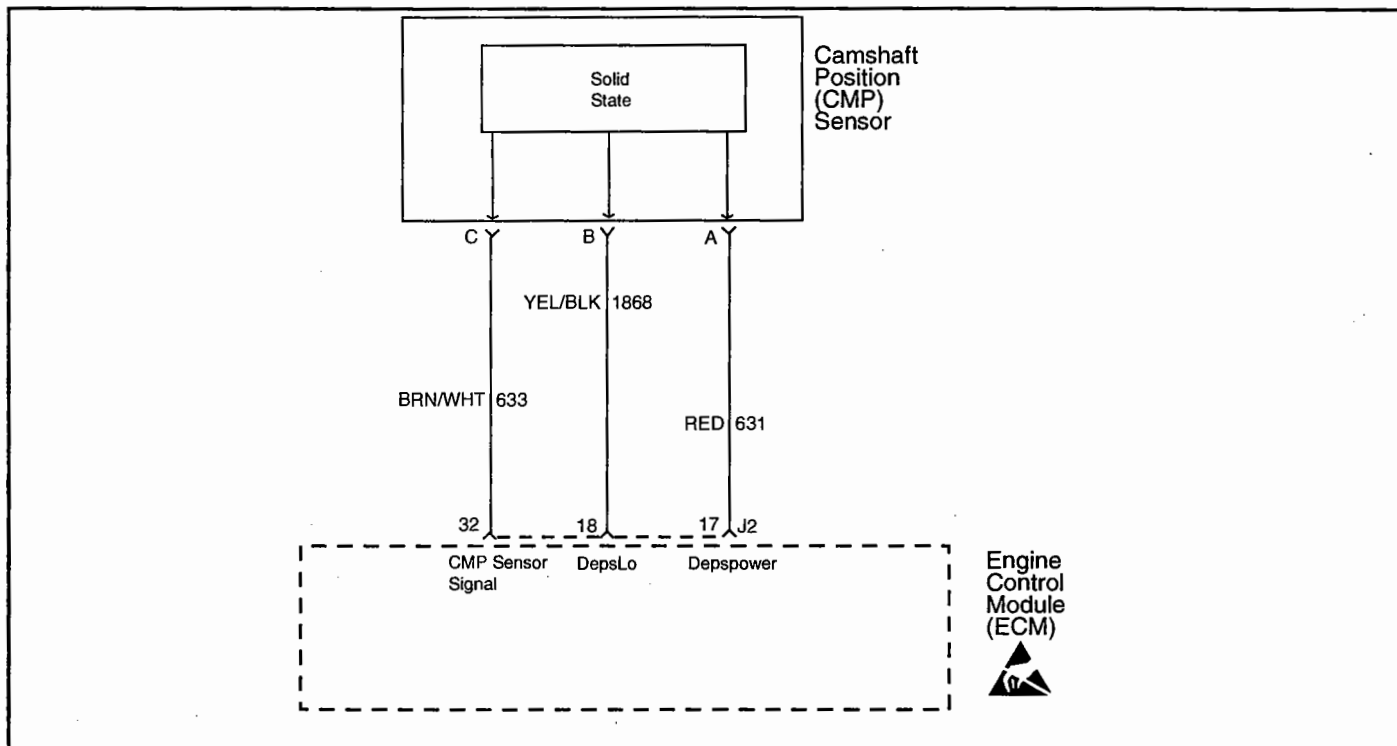 Solid
State
Camshaft
Position
(CMP)
Sensor
C
B
A
YEL/BLK 1868
BRN/WHT 633
RED 631
32
18
17 J2
CMP Sensor
Signal
DepsLo
Depspower
Engine
Control
Module
(ECM)